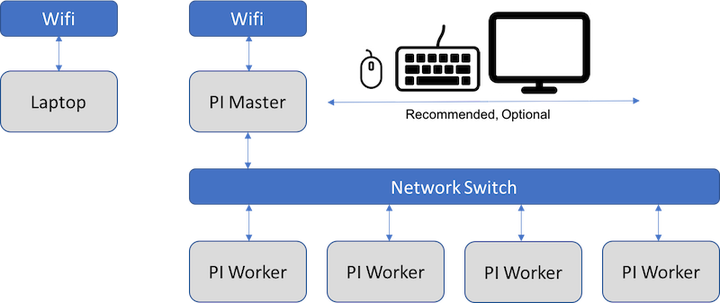 Wifi
Wifi
Laptop
PI Master
Recommended, Optional
Network Switch
PI Worker
PI Worker
PI Worker
PI Worker